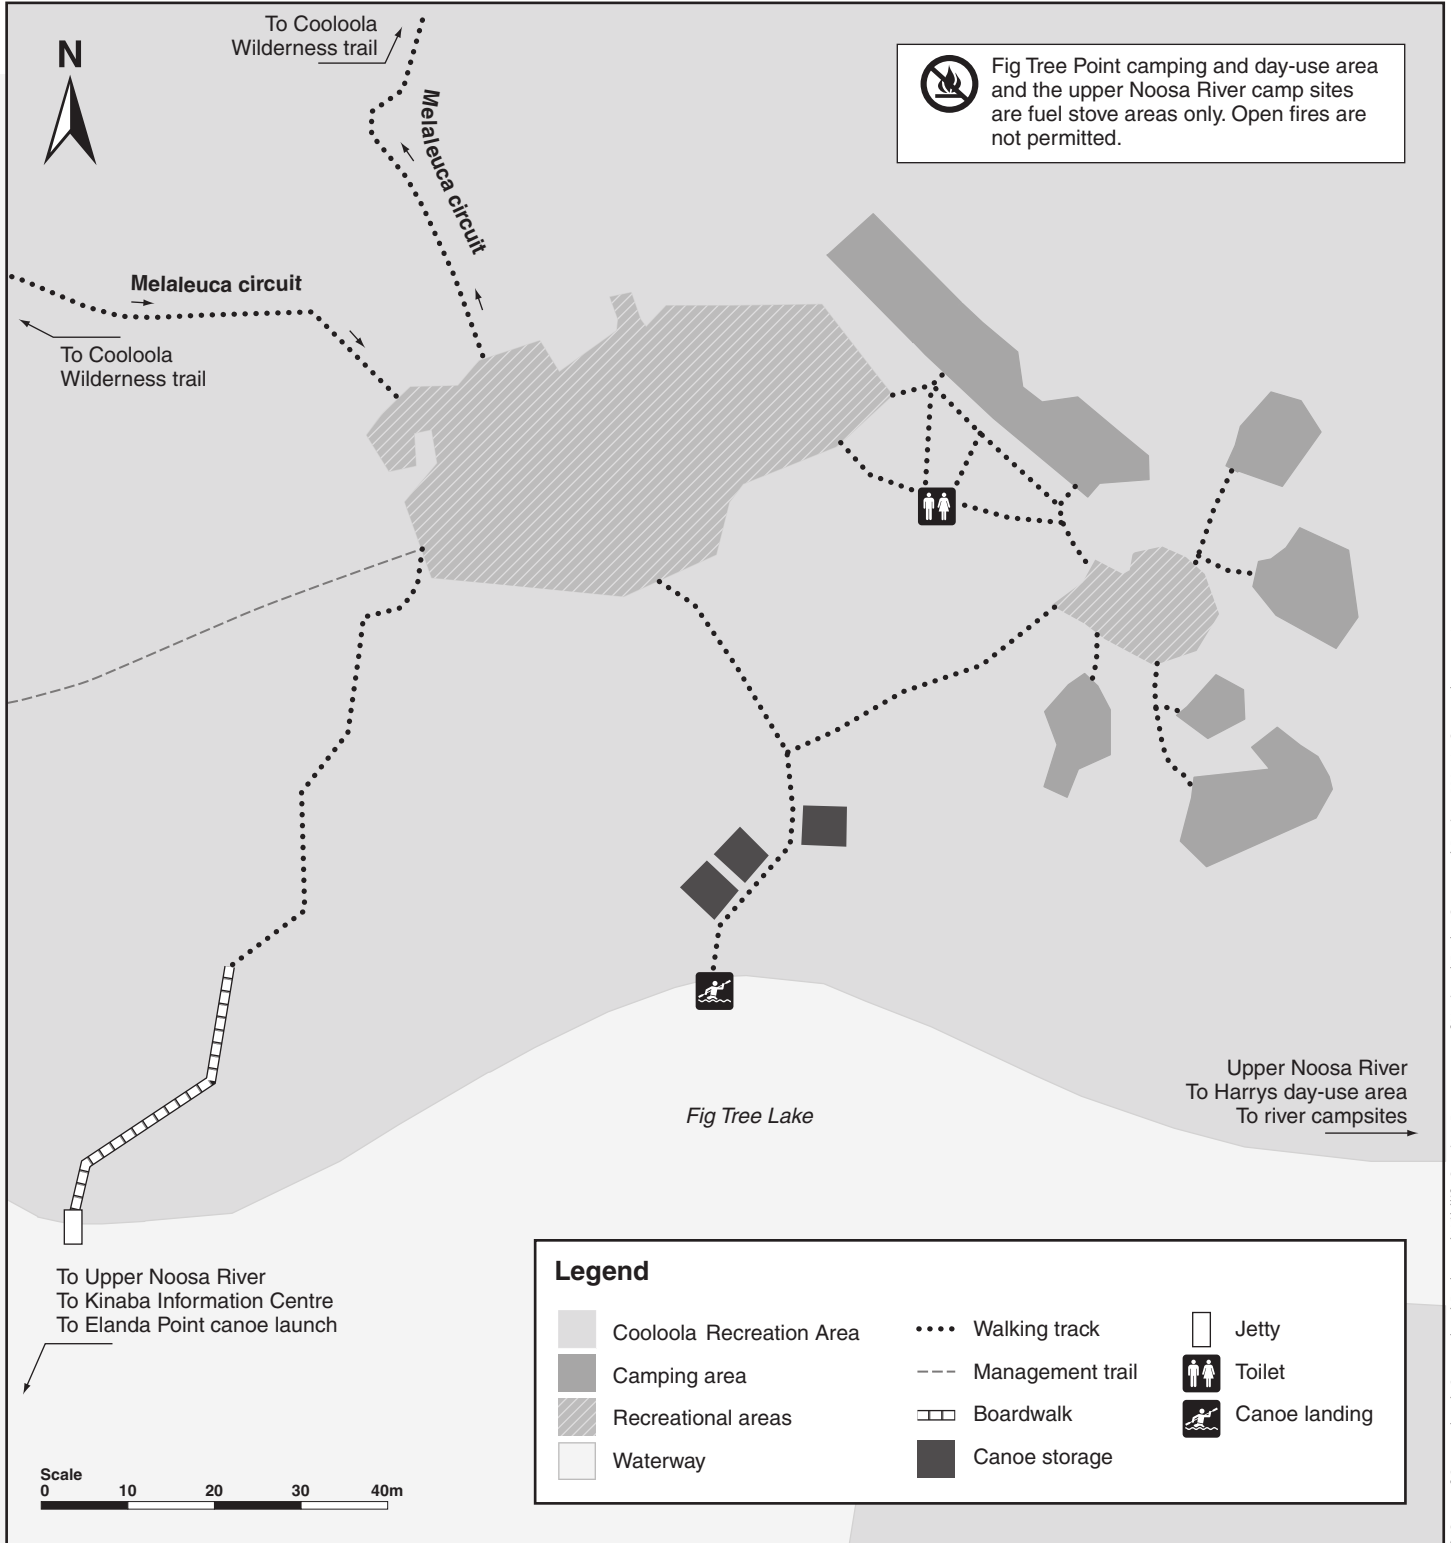 To Cooloola
Wilderness trail
N
Fig Tree Point camping and day-use area
and the upper Noosa River camp sites
are fuel stove areas only. Open fires are
not permitted.
Melaleuca circuit
Melaleuca circuit
To Cooloola
Wilderness trail
Upper Noosa River
To Harrys day-use area
To river campsites
Fig Tree Lake
To Upper Noosa River
To Kinaba Information Centre
To Elanda Point canoe launch
Legend
Cooloola Recreation Area
Camping area
Recreational areas
Waterway
Walking track
Management trail
Boardwalk
Canoe storage
Jetty
Toilet
Canoe landing
Scale
0 10 20 30 40m